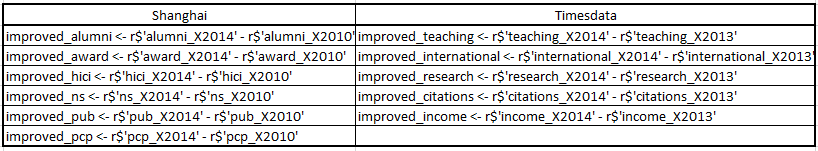 Shanghai Timesdata
improved_alumni <- r$'alumni_X2014' - r$'alumni_X2010' improved_teaching <- r$'teaching_X2014' - r$'teaching_X2013'
improved_award <- r$'award_X2014' - r$'award_X2010' improved_international <- r$'international_X2014' - r$'international_X2013'
improved_hici <- r$'hici_X2014' - r$'hici_X2010' improved_research <- r$'research_X2014' - r$'research_X2013'
improved_ns <- r$'ns_X2014' - r$'ns_X2010' improved_citations <- r$'citations_X2014' - r$'citations_X2013'
improved_pub <- r$'pub_X2014' - r$'pub_X2010' improved_income <- r$'income_X2014' - r$'income_X2013'
improved_pcp <- r$'pcp_X2014' - r$'pcp_X2010'